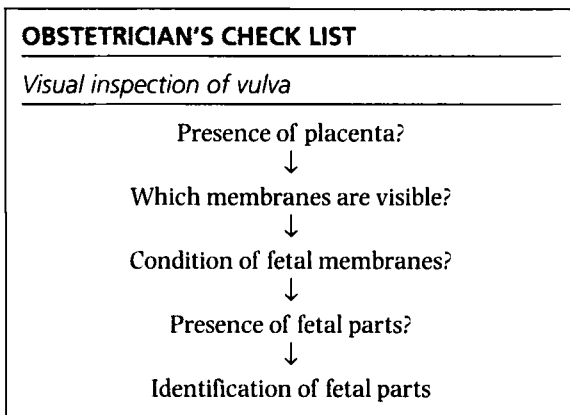 OBSTETRICIAN'S CHECK LIST
Visual inspection of vulva
Presence of placenta?
↓
Which membranes are visible?
↓
Condition of fetal membranes?
↓
Presence of fetal parts?
↓
Identification of fetal parts